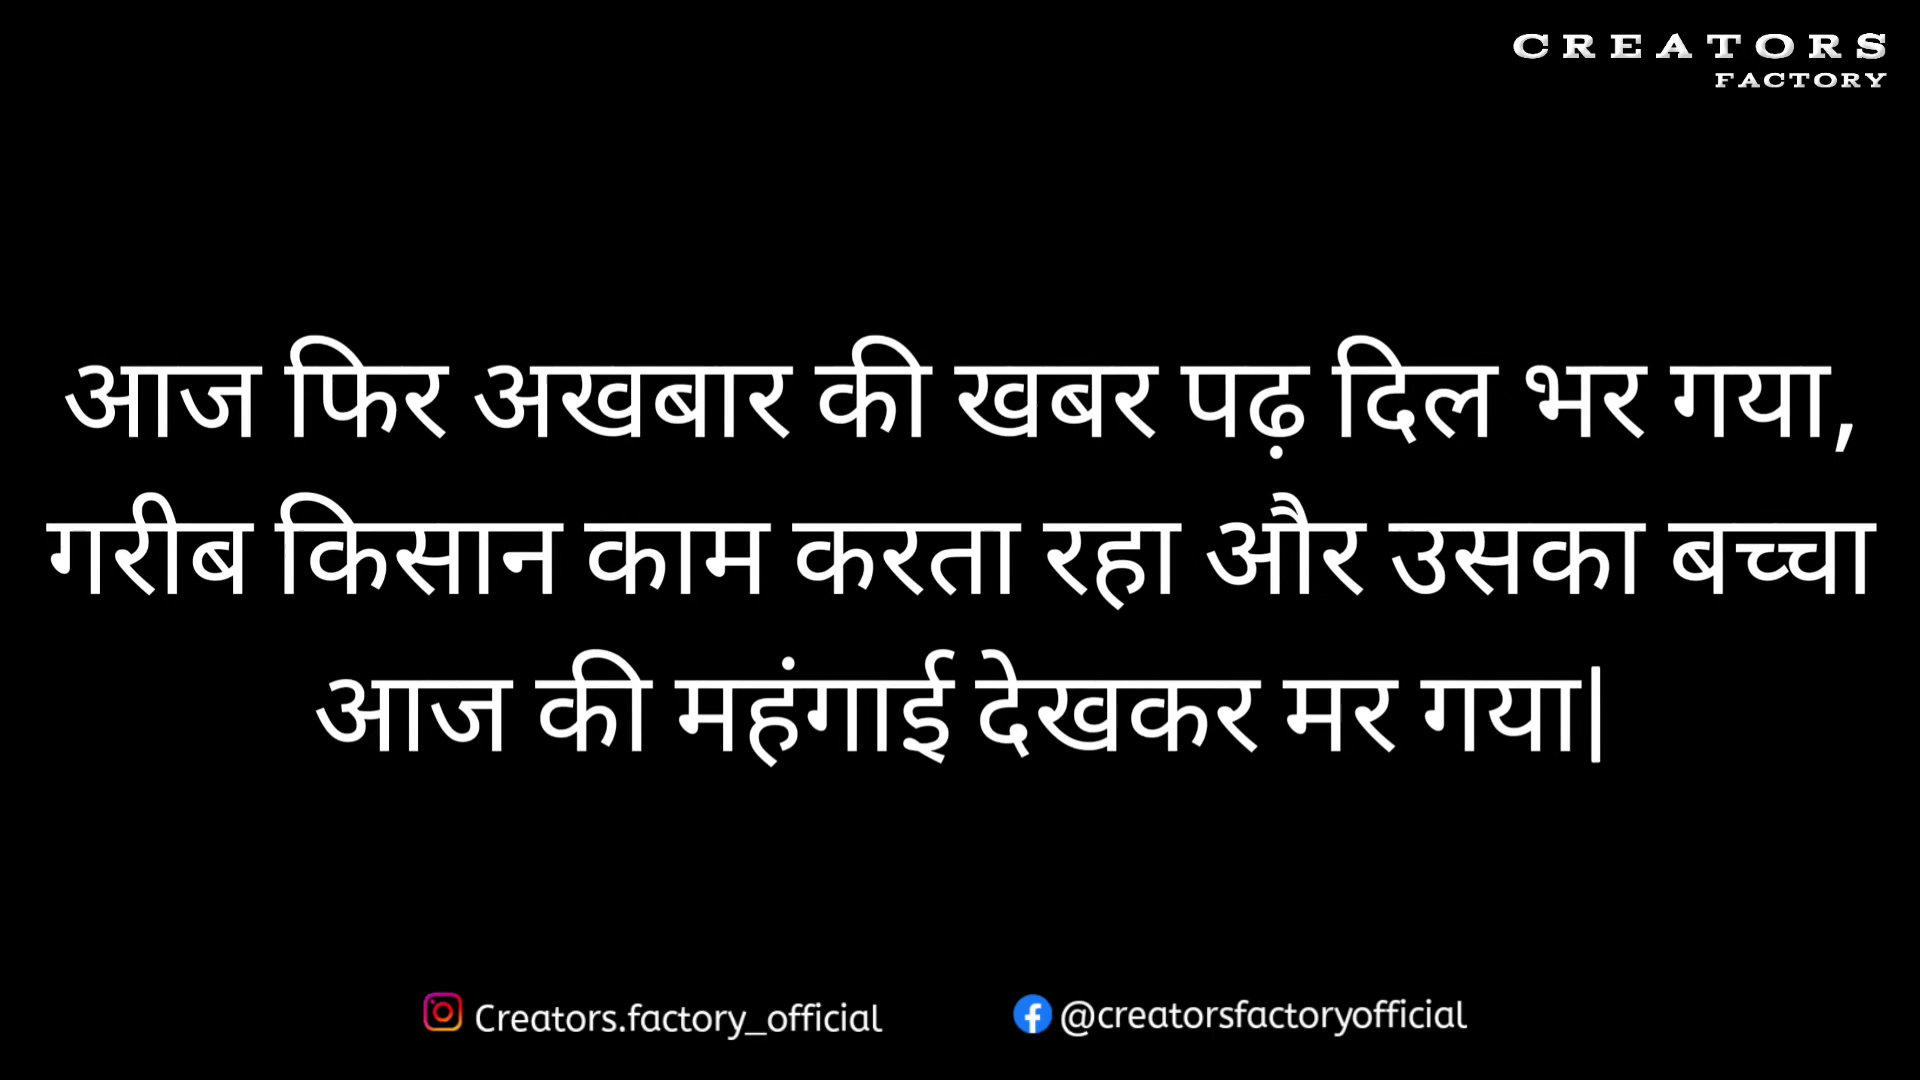 CREATORS
FACTORY
आज फिर अखबार की खबर पढ़ दिल भर गया,
गरीब किसान काम करता रहा और उसका बच्चा
आज की महंगाई देखकर मर गया|
Creators.factory_official
@creatorsfactoryofficial